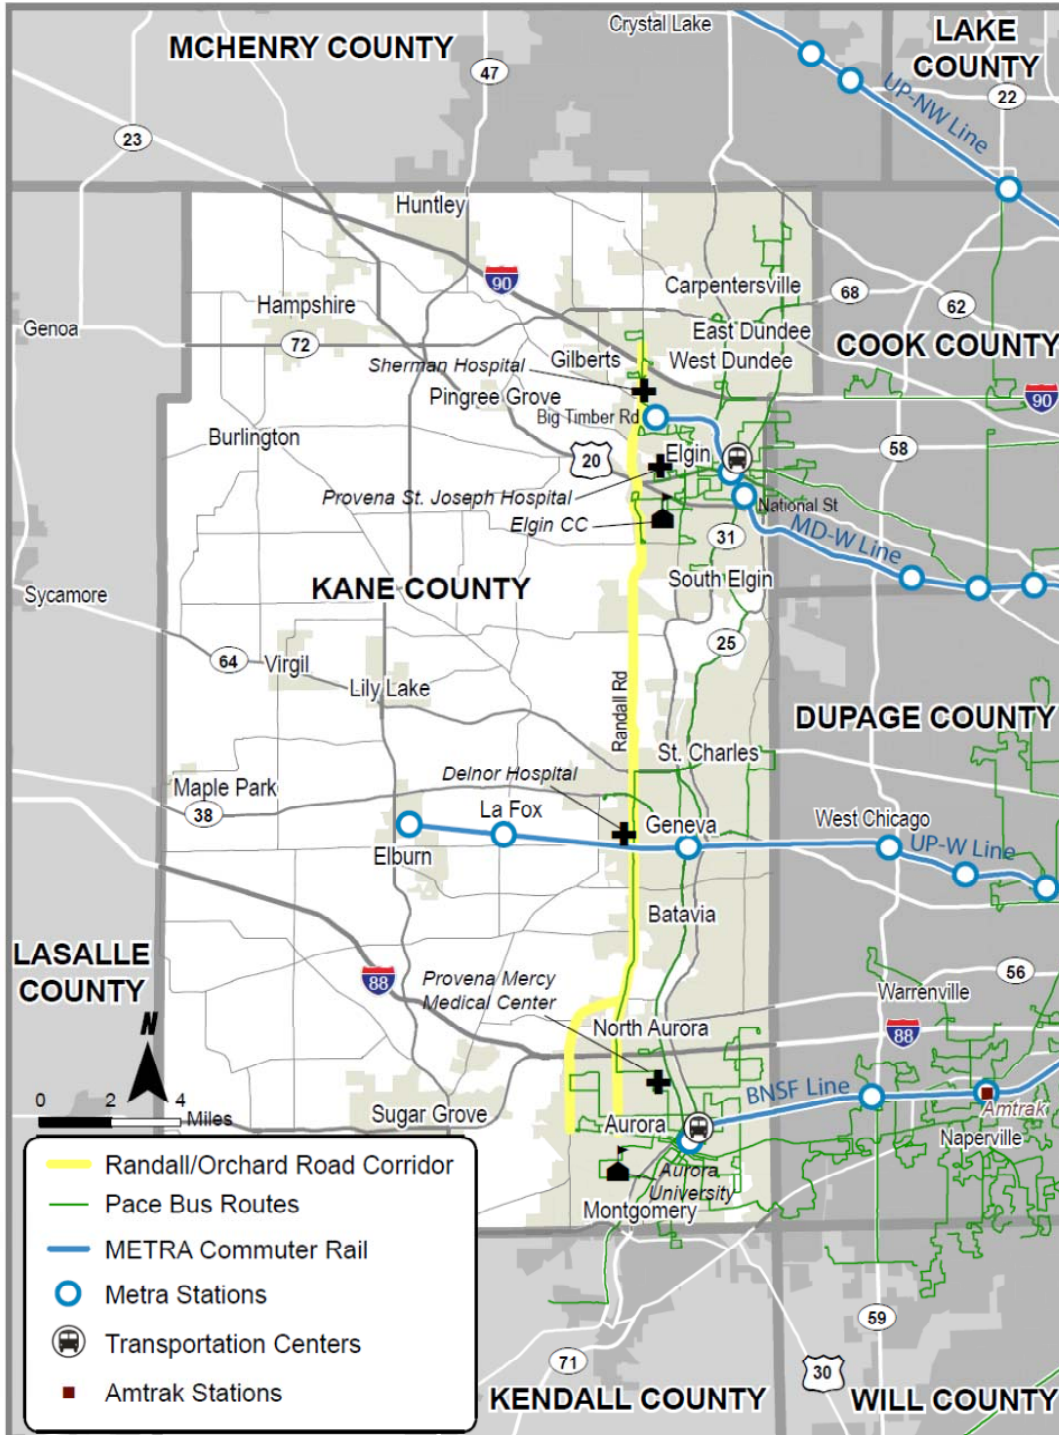 Crystal Lake
MCHENRY COUNTY
LAKE
COUNTY
47
UP-NW Line
22
23
Huntley
90
Carpentersville
68
62
Hampshire
Genoa
East Dundee
72
COOK COUNTY
Gilberts
West Dundee
Sherman Hospital
Pingree Grove
90
Big Timber Rd
Burlington
58
Elgin
20
Provena St. Joseph Hospital
National St
Elgin CC
MD-W Line
31
South Elgin
KANE COUNTY
Sycamore
25
64
Virgil
Lily Lake
Randall Rd
DUPAGE COUNTY
St. Charles
Delnor Hospital
Maple Park
La Fox
38
Geneva
West Chicago
UP-W Line
Elburn
Batavia
LASALLE
COUNTY
88
Provena Mercy
Medical Center
56
Warrenville
N
North Aurora
88
BNSF Line
0 2 4
Miles
Sugar Grove
Aurora
Amtrak
Naperville
Aurora
University
Montgomery
Randall/Orchard Road Corridor
Pace Bus Routes
METRA Commuter Rail
Metra Stations
Transportation Centers
Amtrak Stations
59
71
30
KENDALL COUNTY
WILL COUNTY